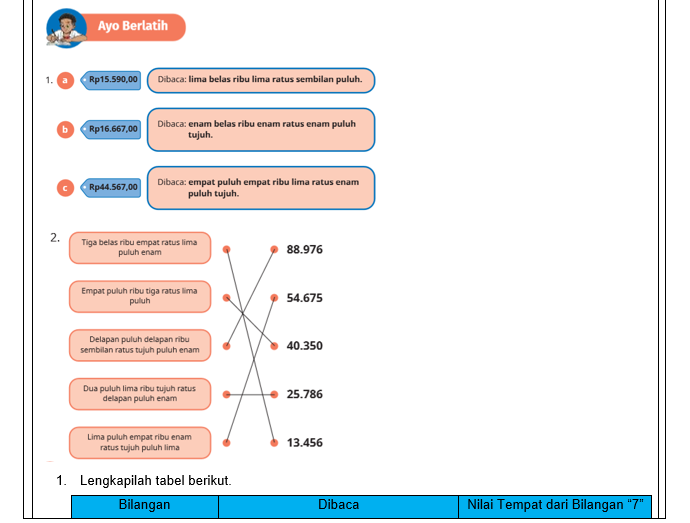 Ayo Berlatih
1. a Rp15.590,00 Dibaca: lima belas ribu lima ratus sembilan puluh.
b Rp16.667,00 Dibaca: enam belas ribu enam ratus enam puluh
tujuh.
c Rp44.567,00 Dibaca: empat puluh empat ribu lima ratus enam
puluh tujuh.
2.
Tiga belas ribu empat ratus lima
puluh enam
88.976
Empat puluh ribu tiga ratus lima
puluh
54.675
Delapan puluh delapan ribu
sembilan ratus tujuh puluh enam
40.350
Dua puluh lima ribu tujuh ratus
delapan puluh enam
25.786
Lima puluh empat ribu enam
ratus tujuh puluh lima
13.456
1. Lengkapilah tabel berikut.
Bilangan Dibaca Nilai Tempat dari Bilangan “7”